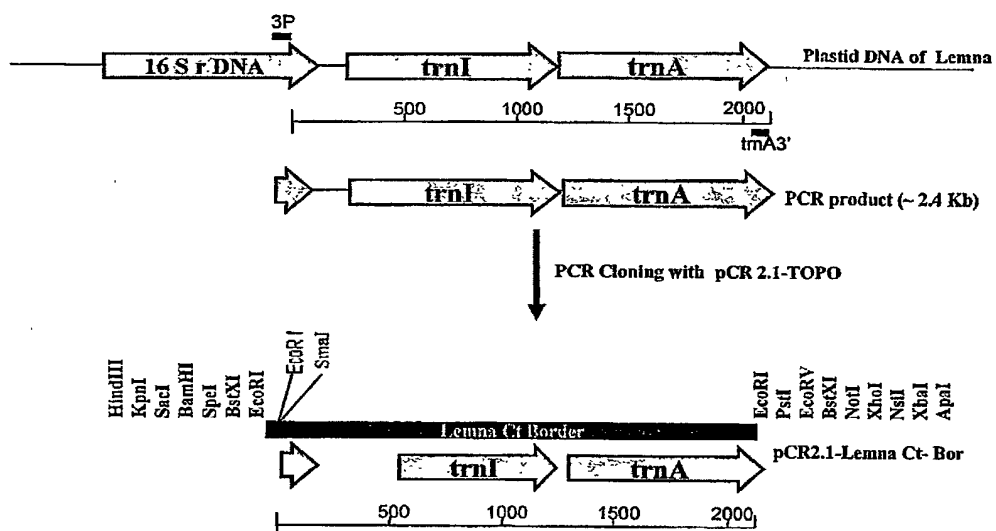 3P
16 S r DNA
trnI
trnA
Plastid DNA of Lemna
500 1000 1500 2000
trnA3'
trnI
trnA
PCR product (~ 2.4 Kb)
PCR Cloning with pCR 2.1-TOPO
HindIII
KpnI
SacI
BamHI
SpeI
BstXI
EcoRI
EcoRI
SmaI
EcoRI
PstI
EcoRV
BstXI
NotI
XhoI
NsiI
XbaI
ApaI
Lemna Ct Border
trnI
trnA
pCR2.1-Lemna Ct- Bor
500 1000 1500 2000